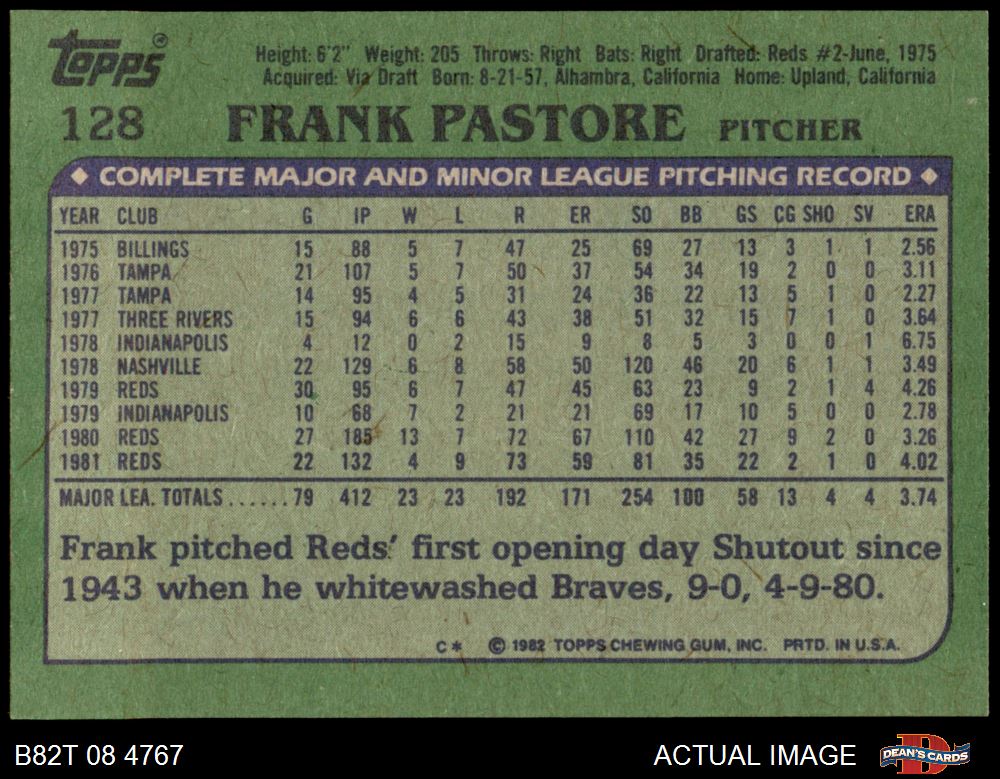 Topps®
Height: 6'2" Weight: 205 Throws: Right Bats: Right Drafted: Reds #2-June, 1975
Acquired: Via Draft Born: 8-21-57, Alhambra, California Home: Upland, California
128 FRANK PASTORE PITCHER
◆ COMPLETE MAJOR AND MINOR LEAGUE PITCHING RECORD ◆
YEAR CLUB G IP W L R ER SO BB GS CG SHO SV ERA
1975 BILLINGS 15 88 5 7 47 25 69 27 13 3 1 1 2.56
1976 TAMPA 21 107 5 7 50 37 54 34 19 2 0 0 3.11
1977 TAMPA 14 95 4 5 31 24 36 22 13 5 1 0 2.27
1977 THREE RIVERS 15 94 6 6 43 38 51 32 15 7 1 0 3.64
1978 INDIANAPOLIS 4 12 0 2 15 9 8 5 3 0 0 1 6.75
1978 NASHVILLE 22 129 6 8 58 50 120 46 20 6 1 1 3.49
1979 REDS 30 95 6 7 47 45 63 23 9 2 1 4 4.26
1979 INDIANAPOLIS 10 68 7 2 21 21 69 17 10 5 0 0 2.78
1980 REDS 27 185 13 7 72 67 110 42 27 9 2 0 3.26
1981 REDS 22 132 4 9 73 59 81 35 22 2 1 0 4.02
MAJOR LEA. TOTALS......79 412 23 23 192 171 254 100 58 13 4 4 3.74
Frank pitched Reds' first opening day Shutout since
1943 when he whitewashed Braves, 9-0, 4-9-80.
C* © 1982 TOPPS CHEWING GUM, INC. PRTD. IN U.S.A.
B82T 08 4767 ACTUAL IMAGE D DEAN'S CARDS